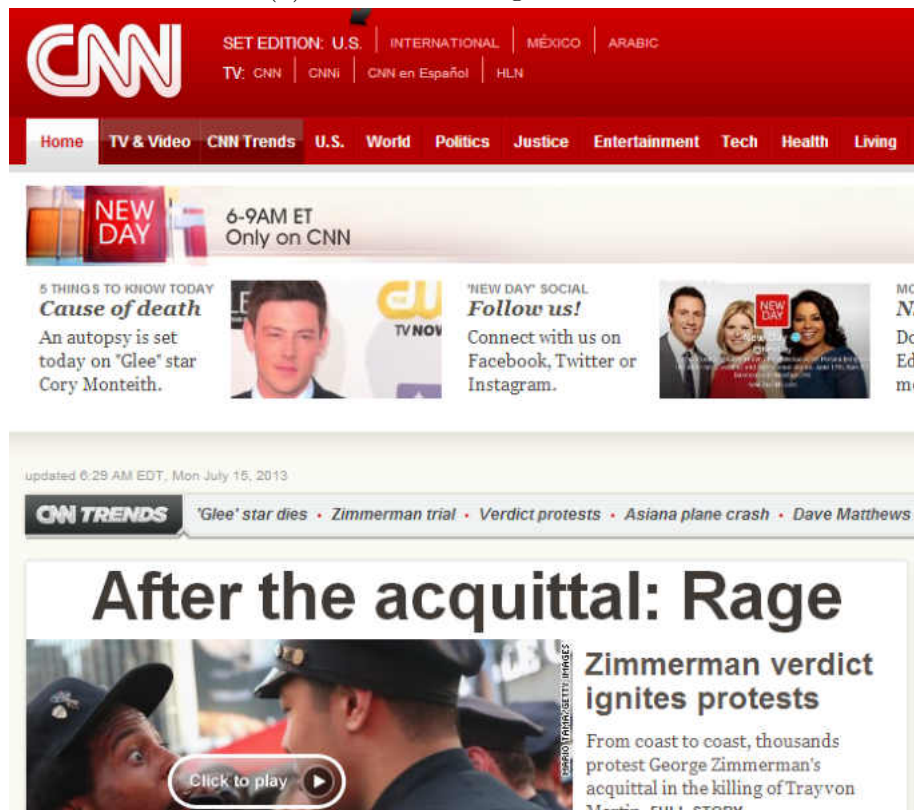 CNN
SET EDITION: U.S. INTERNATIONAL MÉXICO ARABIC
TV: CNN CNNi CNN en Español HLN
Home TV & Video CNN Trends U.S. World Politics Justice Entertainment Tech Health Living
NEW DAY
6-9AM ET
Only on CNN
5 THINGS TO KNOW TODAY
Cause of death
An autopsy is set
today on "Glee" star
Cory Monteith.
TV NOW
'NEW DAY' SOCIAL
Follow us!
Connect with us on
Facebook, Twitter or
Instagram.
NEW DAY
updated 6:29 AM EDT, Mon July 15, 2013
CNN TRENDS 'Glee' star dies • Zimmerman trial • Verdict protests • Asiana plane crash • Dave Matthews
After the acquittal: Rage
MARIO TAMA/GETTY IMAGES
Click to play
Zimmerman verdict
ignites protests
From coast to coast, thousands
protest George Zimmerman's
acquittal in the killing of Trayvon
Martin. FULL STORY